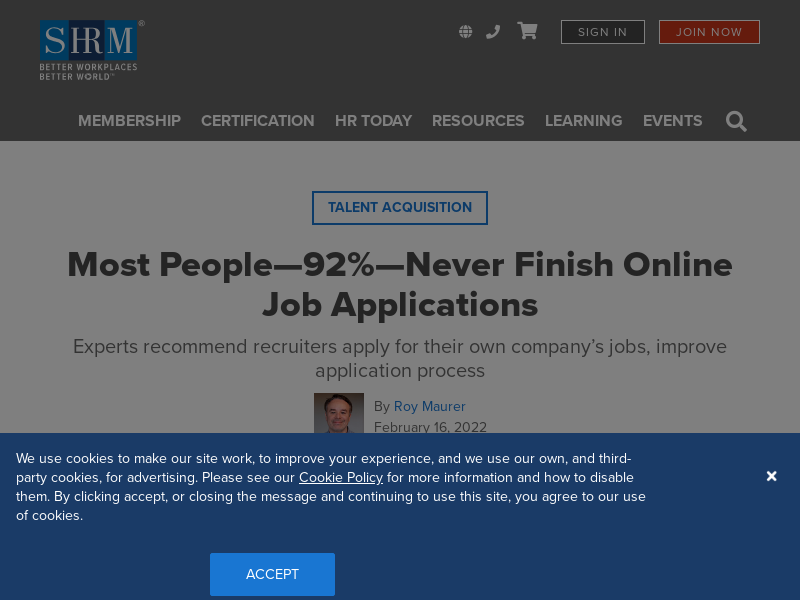 SHRM®
BETTER WORKPLACES
BETTER WORLD™
SIGN IN
JOIN NOW
MEMBERSHIP CERTIFICATION HR TODAY RESOURCES LEARNING EVENTS
TALENT ACQUISITION
Most People—92%—Never Finish Online
Job Applications
Experts recommend recruiters apply for their own company’s jobs, improve
application process
By Roy Maurer
February 16, 2022
We use cookies to make our site work, to improve your experience, and we use our own, and third-
party cookies, for advertising. Please see our Cookie Policy for more information and how to disable
them. By clicking accept, or closing the message and continuing to use this site, you agree to our use
of cookies.
ACCEPT